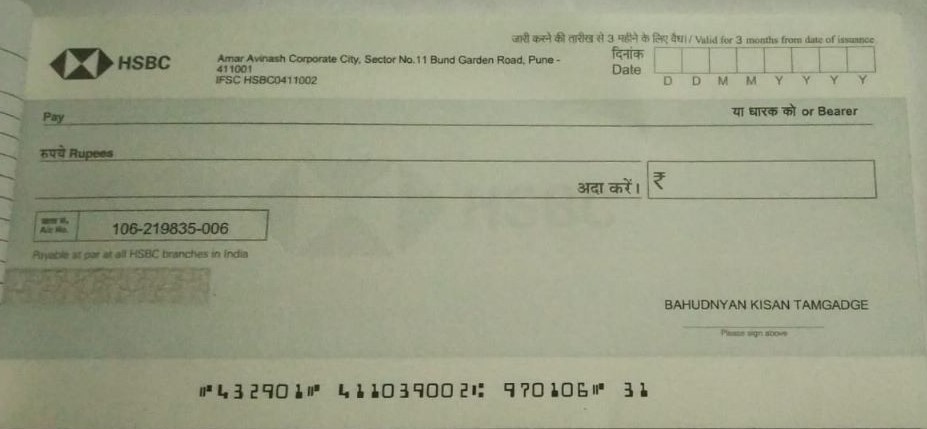 जारी करने की तारीख से 3 महीने के लिए वैध। / Valid for 3 months from date of issuance
HSBC
Amar Avinash Corporate City, Sector No.11 Bund Garden Road, Pune -
411001
IFSC HSBC0411002
दिनांक
Date
D D M M Y Y Y Y
Pay
या धारक को or Bearer
रुपये Rupees
अदा करें। ₹
खाता सं.
A/c No.
106-219835-006
Payable at par at all HSBC branches in India
BAHUDNYAN KISAN TAMGADGE
Please sign above
⑈432901⑈ 411039002⑆ 970106⑈ 31